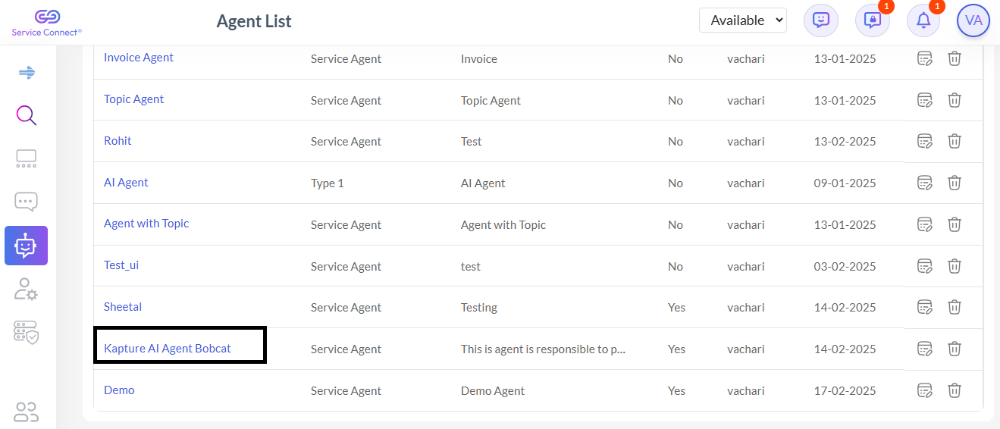 Service Connect®
Agent List
Available
1
1
VA
Invoice Agent Service Agent Invoice No vachari 13-01-2025
Topic Agent Service Agent Topic Agent No vachari 13-01-2025
Rohit Service Agent Test No vachari 13-02-2025
AI Agent Type 1 AI Agent No vachari 09-01-2025
Agent with Topic Service Agent Agent with Topic No vachari 13-01-2025
Test_ui Service Agent test No vachari 03-02-2025
Sheetal Service Agent Testing Yes vachari 14-02-2025
Kapture AI Agent Bobcat Service Agent This is agent is responsible to p... Yes vachari 14-02-2025
Demo Service Agent Demo Agent Yes vachari 17-02-2025